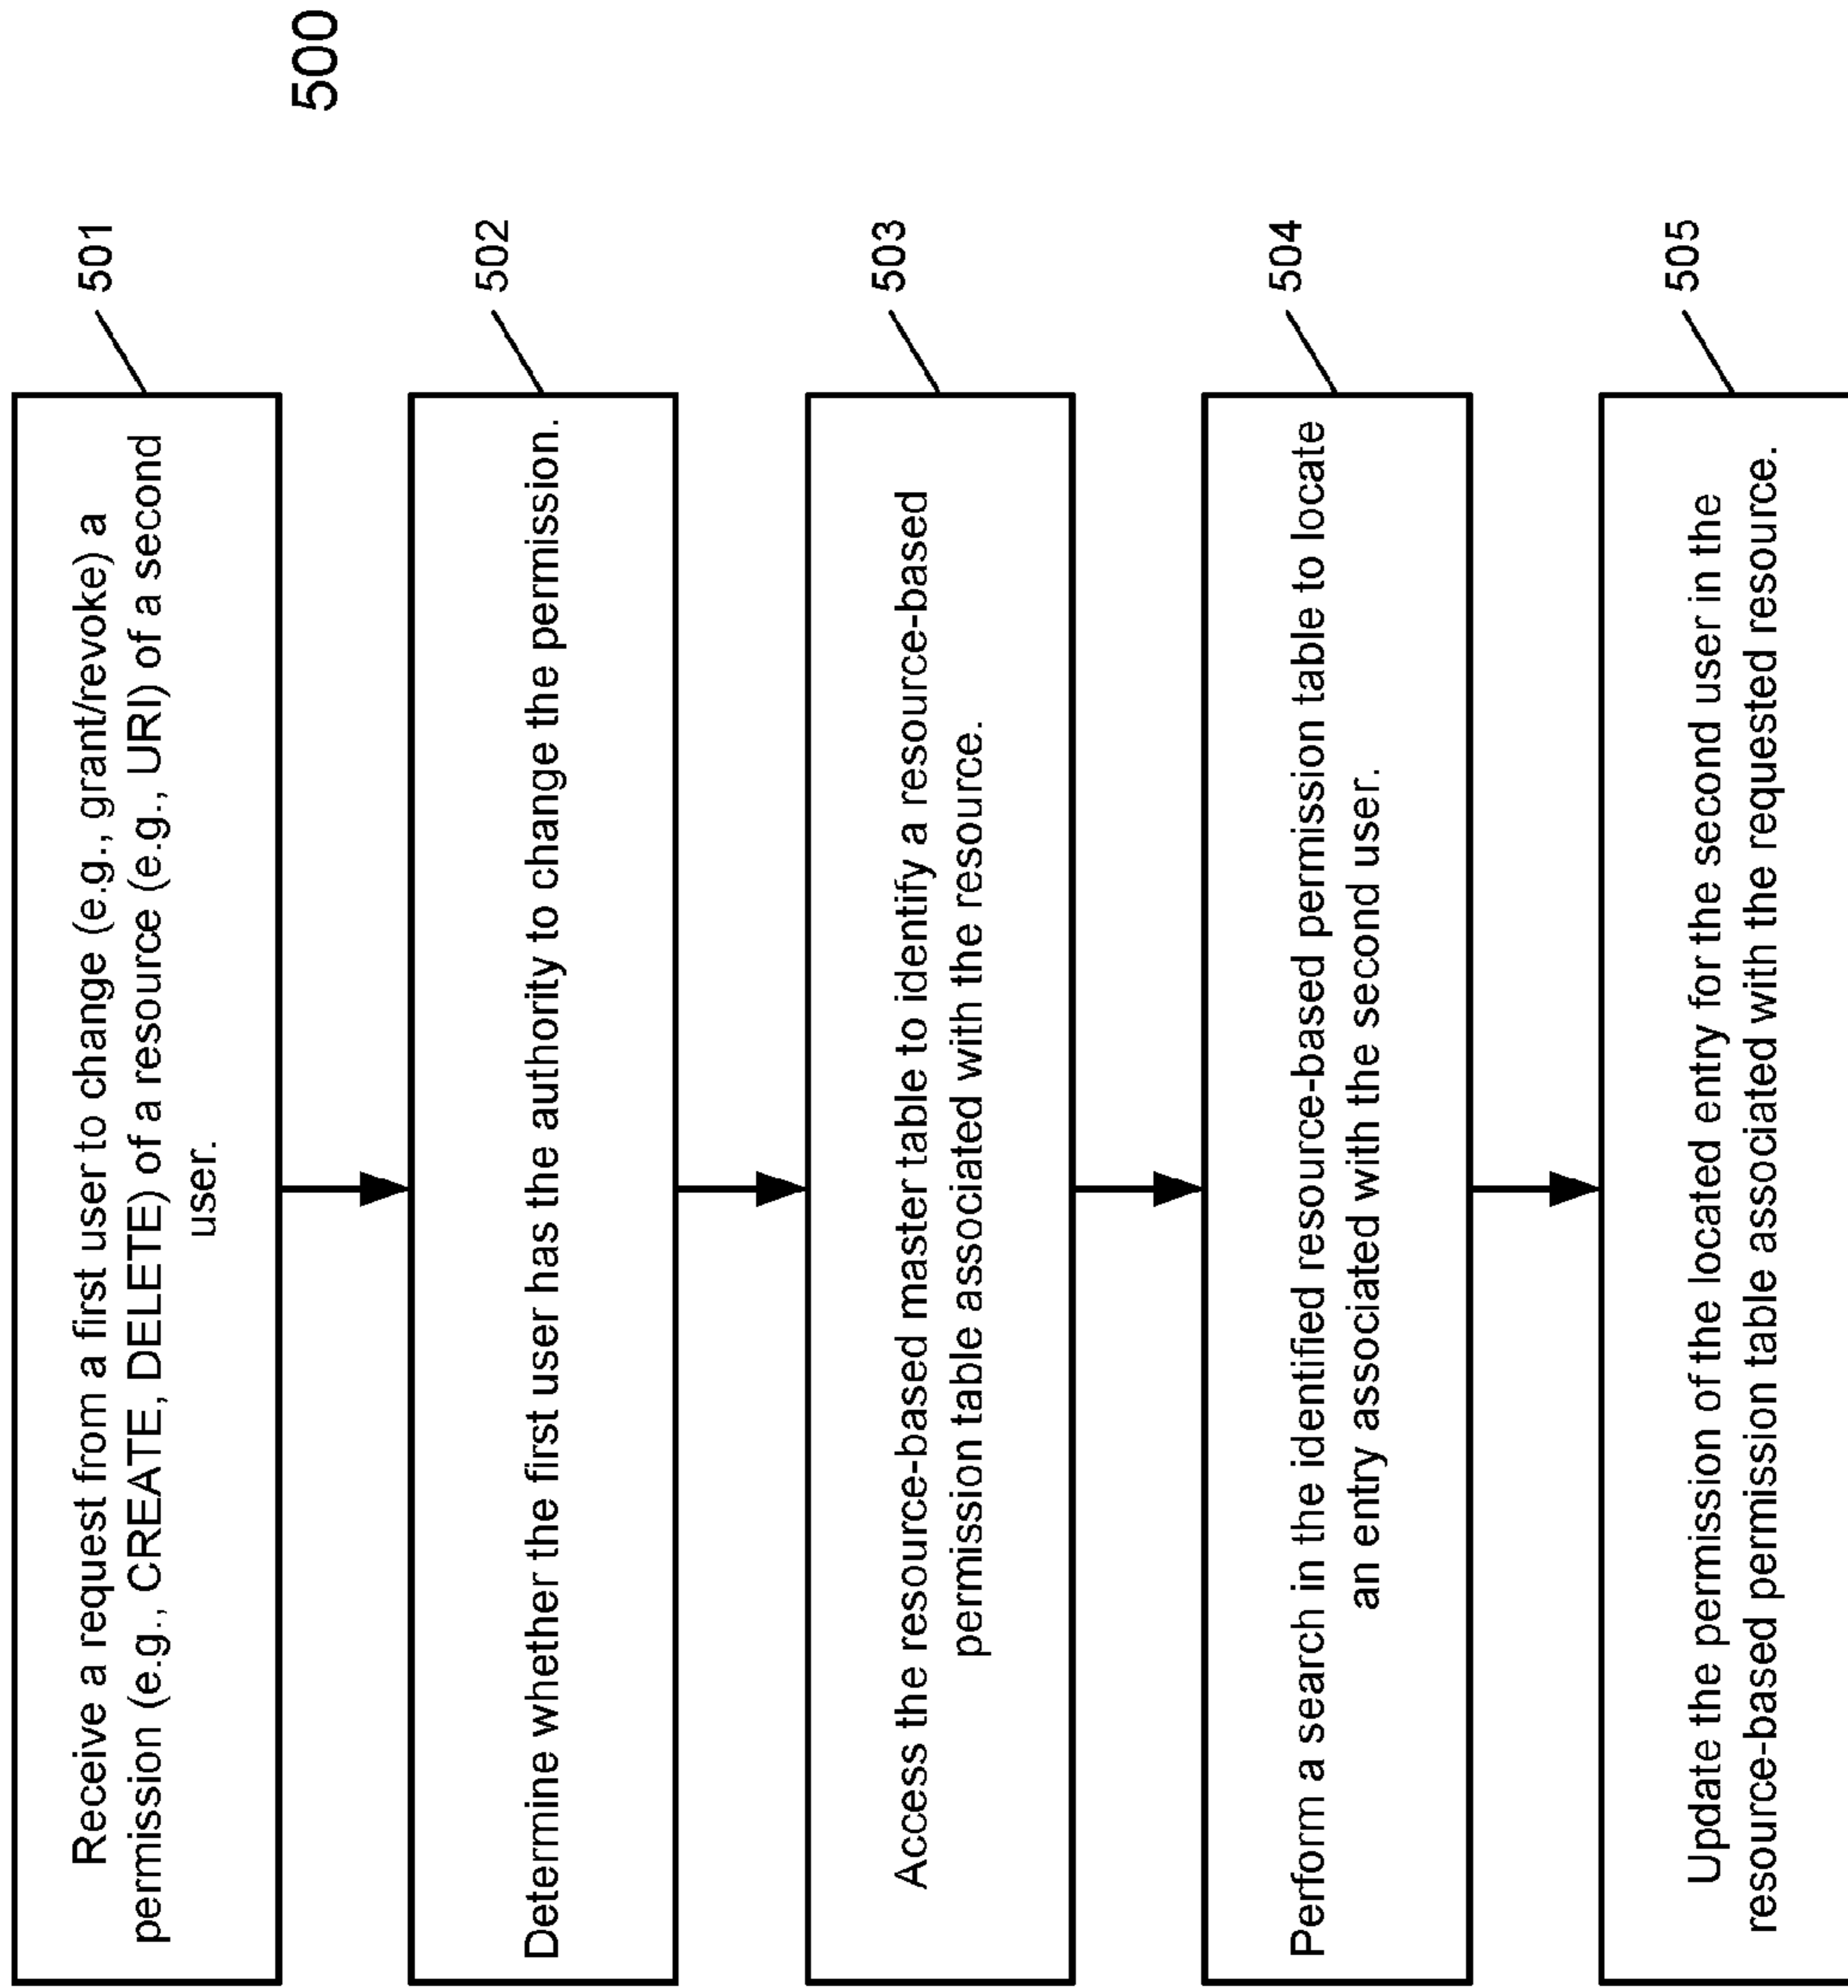 500
501
Receive a request from a first user to change (e.g., grant/revoke) a
permission (e.g., CREATE, DELETE) of a resource (e.g., URI) of a second
user.
502
Determine whether the first user has the authority to change the permission.
503
Access the resource-based master table to identify a resource-based
permission table associated with the resource.
504
Perform a search in the identified resource-based permission table to locate
an entry associated with the second user.
505
Update the permission of the located entry for the second user in the
resource-based permission table associated with the requested resource.